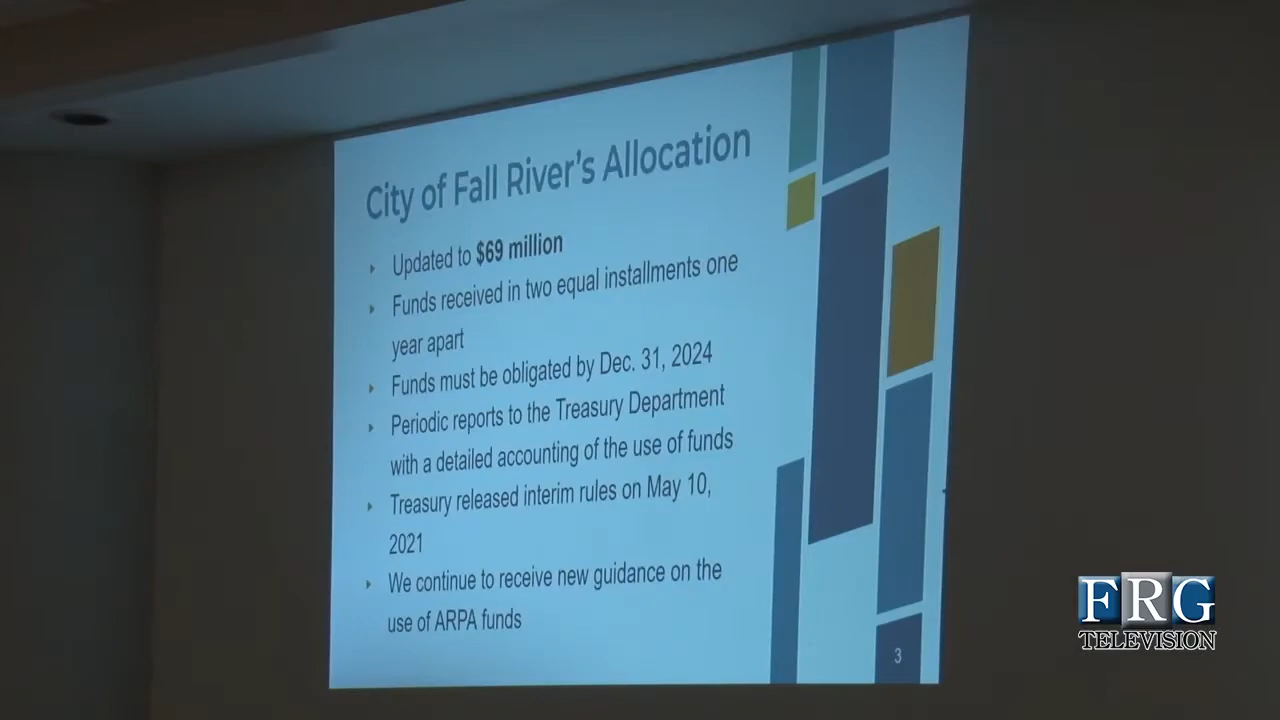 City of Fall River's Allocation
Updated to $69 million
Funds received in two equal installments one
year apart
Funds must be obligated by Dec. 31, 2024
Periodic reports to the Treasury Department
with a detailed accounting of the use of funds
Treasury released interim rules on May 10,
2021
We continue to receive new guidance on the
use of ARPA funds
3
FRG
TELEVISION